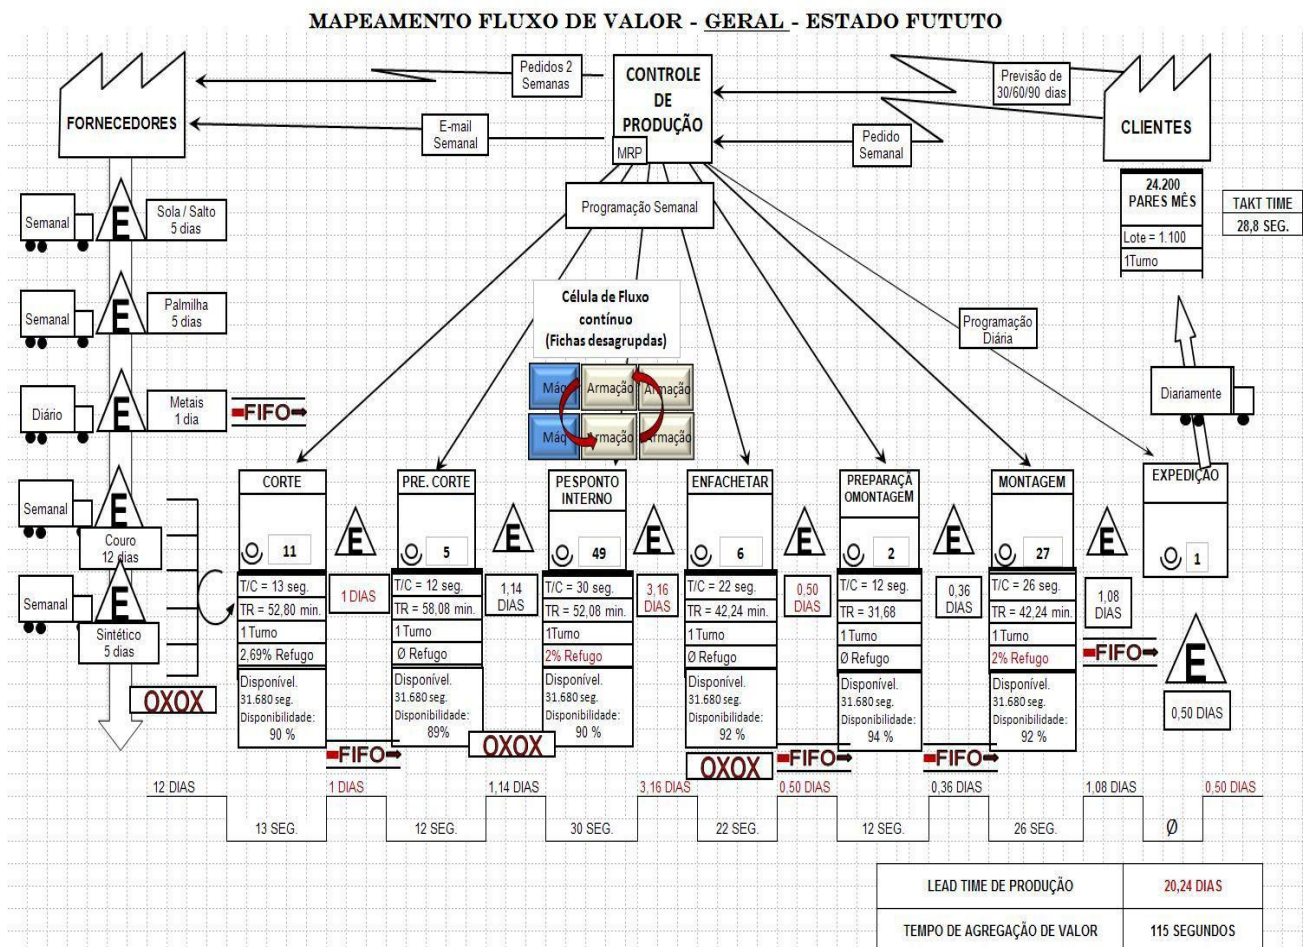 MAPEAMENTO FLUXO DE VALOR - GERAL - ESTADO FUTUTO
Pedidos 2
Semanas
CONTROLE
DE
PRODUÇÃO
MRP
Previsão de
30/60/90 dias
FORNECEDORES
E-mail
Semanal
Pedido
Semanal
CLIENTES
Programação Semanal
24.200
PARES MÊS
Lote = 1.100
1Turno
TAKT TIME
28,8 SEG.
Semanal
E
Sola / Salto
5 dias
Semanal
E
Palmilha
5 dias
Diário
E
Metais
1 dia
FIFO
Semanal
E
Couro
12 dias
Semanal
E
Sintético
5 dias
OXOX
Célula de Fluxo
contínuo
(Fichas desagrupdas)
Máq Armação Armação
Máq Armação Armação
Programação
Diária
Diariamente
CORTE
11
T/C = 13 seg.
TR = 52,80 min.
1 Turno
2,69% Refugo
Disponível.
31.680 seg.
Disponibilidade:
90 %
E
1 DIAS
FIFO
PRE. CORTE
5
T/C = 12 seg.
TR = 58,08 min.
1 Turno
Ø Refugo
Disponível.
31.680 seg.
Disponibilidade:
89%
E
1,14
DIAS
OXOX
PESPONTO
INTERNO
49
T/C = 30 seg.
TR = 52,08 min.
1Turno
2% Refugo
Disponível.
31.680 seg.
Disponibilidade:
90 %
E
3,16
DIAS
ENFACHETAR
6
T/C = 22 seg.
TR = 42,24 min.
1 Turno
Ø Refugo
Disponível.
31.680 seg.
Disponibilidade:
92 %
OXOX
E
0,50
DIAS
FIFO
PREPARAÇÃ
OMONTAGEM
2
T/C = 12 seg.
TR = 31,68
1 Turno
Ø Refugo
Disponível.
31.680 seg.
Disponibilidade:
94 %
E
0,36
DIAS
FIFO
MONTAGEM
27
T/C = 26 seg.
TR = 42,24 min.
1 Turno
2% Refugo
Disponível.
31.680 seg.
Disponibilidade:
92 %
E
1,08
DIAS
FIFO
EXPEDIÇÃO
1
E
0,50 DIAS
12 DIAS 1 DIAS 1,14 DIAS 3,16 DIAS 0,50 DIAS 0,36 DIAS 1,08 DIAS 0,50 DIAS
13 SEG. 12 SEG. 30 SEG. 22 SEG. 12 SEG. 26 SEG. Ø
LEAD TIME DE PRODUÇÃO 20,24 DIAS
TEMPO DE AGREGAÇÃO DE VALOR 115 SEGUNDOS